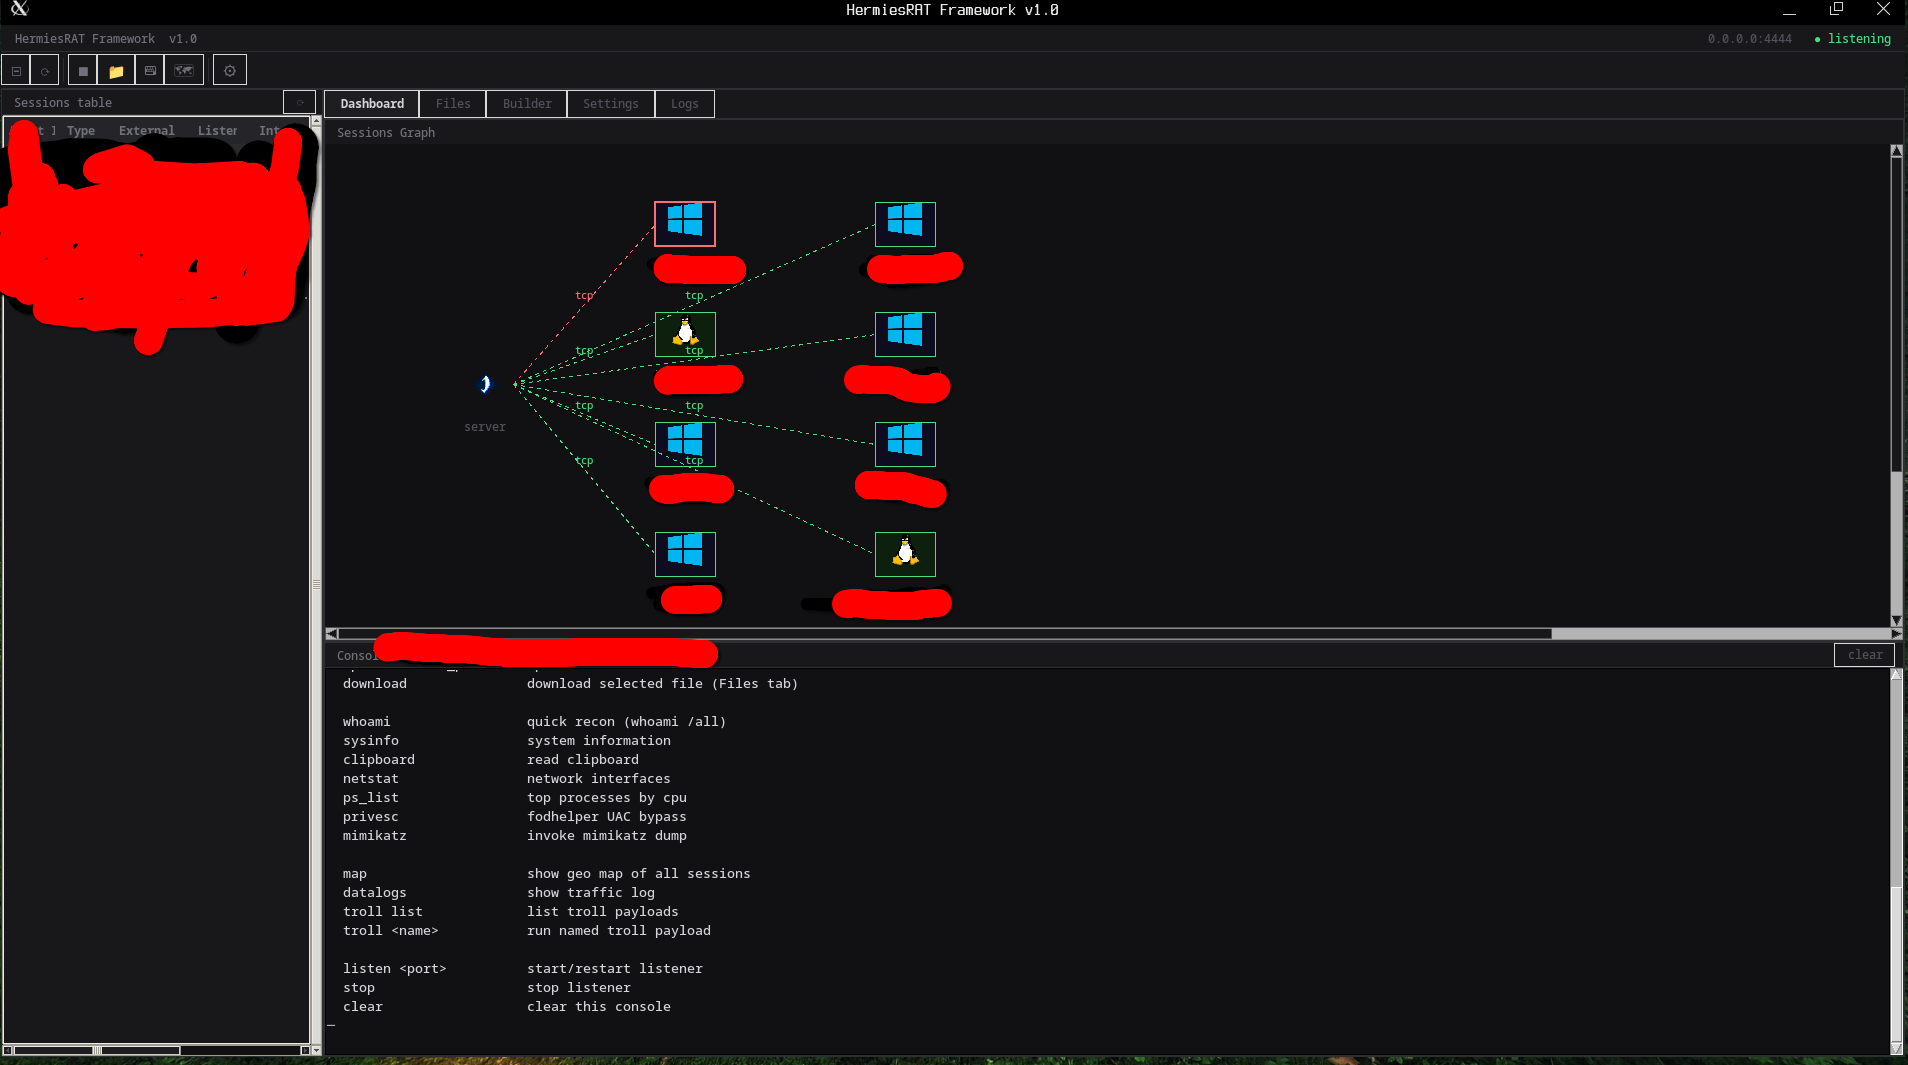 HermiesRAT Framework v1.0
HermiesRAT Framework v1.0
0.0.0.0:4444 ● listening
Sessions table
Dashboard Files Builder Settings Logs
Type External Listen Int
Sessions Graph
tcp tcp
tcp tcp
tcp tcp
tcp tcp
server
Consol
clear
download download selected file (Files tab)
whoami quick recon (whoami /all)
sysinfo system information
clipboard read clipboard
netstat network interfaces
ps_list top processes by cpu
privesc fodhelper UAC bypass
mimikatz invoke mimikatz dump
map show geo map of all sessions
datalogs show traffic log
troll list list troll payloads
troll <name> run named troll payload
listen <port> start/restart listener
stop stop listener
clear clear this console